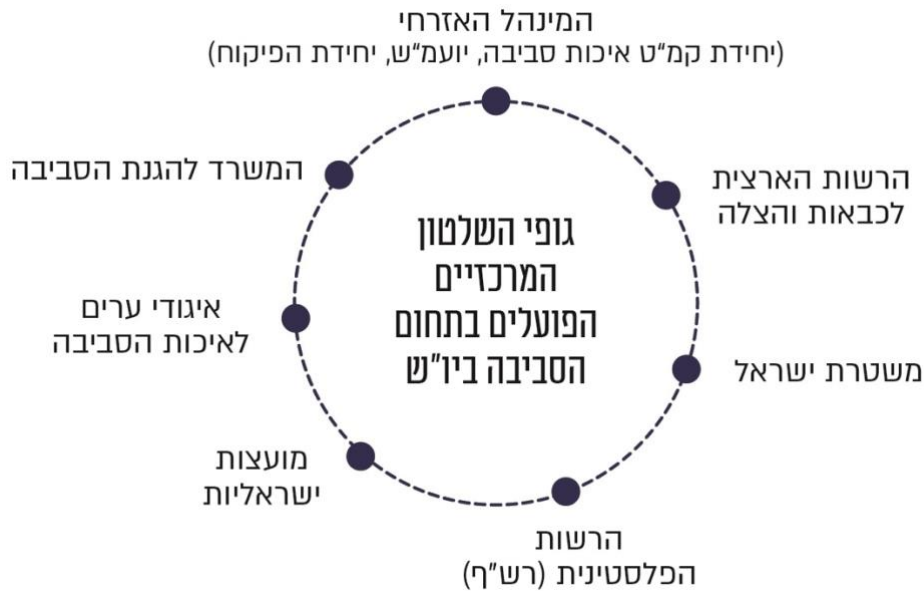 המינהל האזרחי
(יחידת קמ"ט איכות סביבה, יועמ"ש, יחידת הפיקוח)
הרשות הארצית
לכבאות והצלה
משטרת ישראל
הרשות
הפלסטינית (רש"ף)
מועצות
ישראליות
איגודי ערים
לאיכות הסביבה
המשרד להגנת הסביבה
גופי השלטון
המרכזיים
הפועלים בתחום
הסביבה ביו"ש